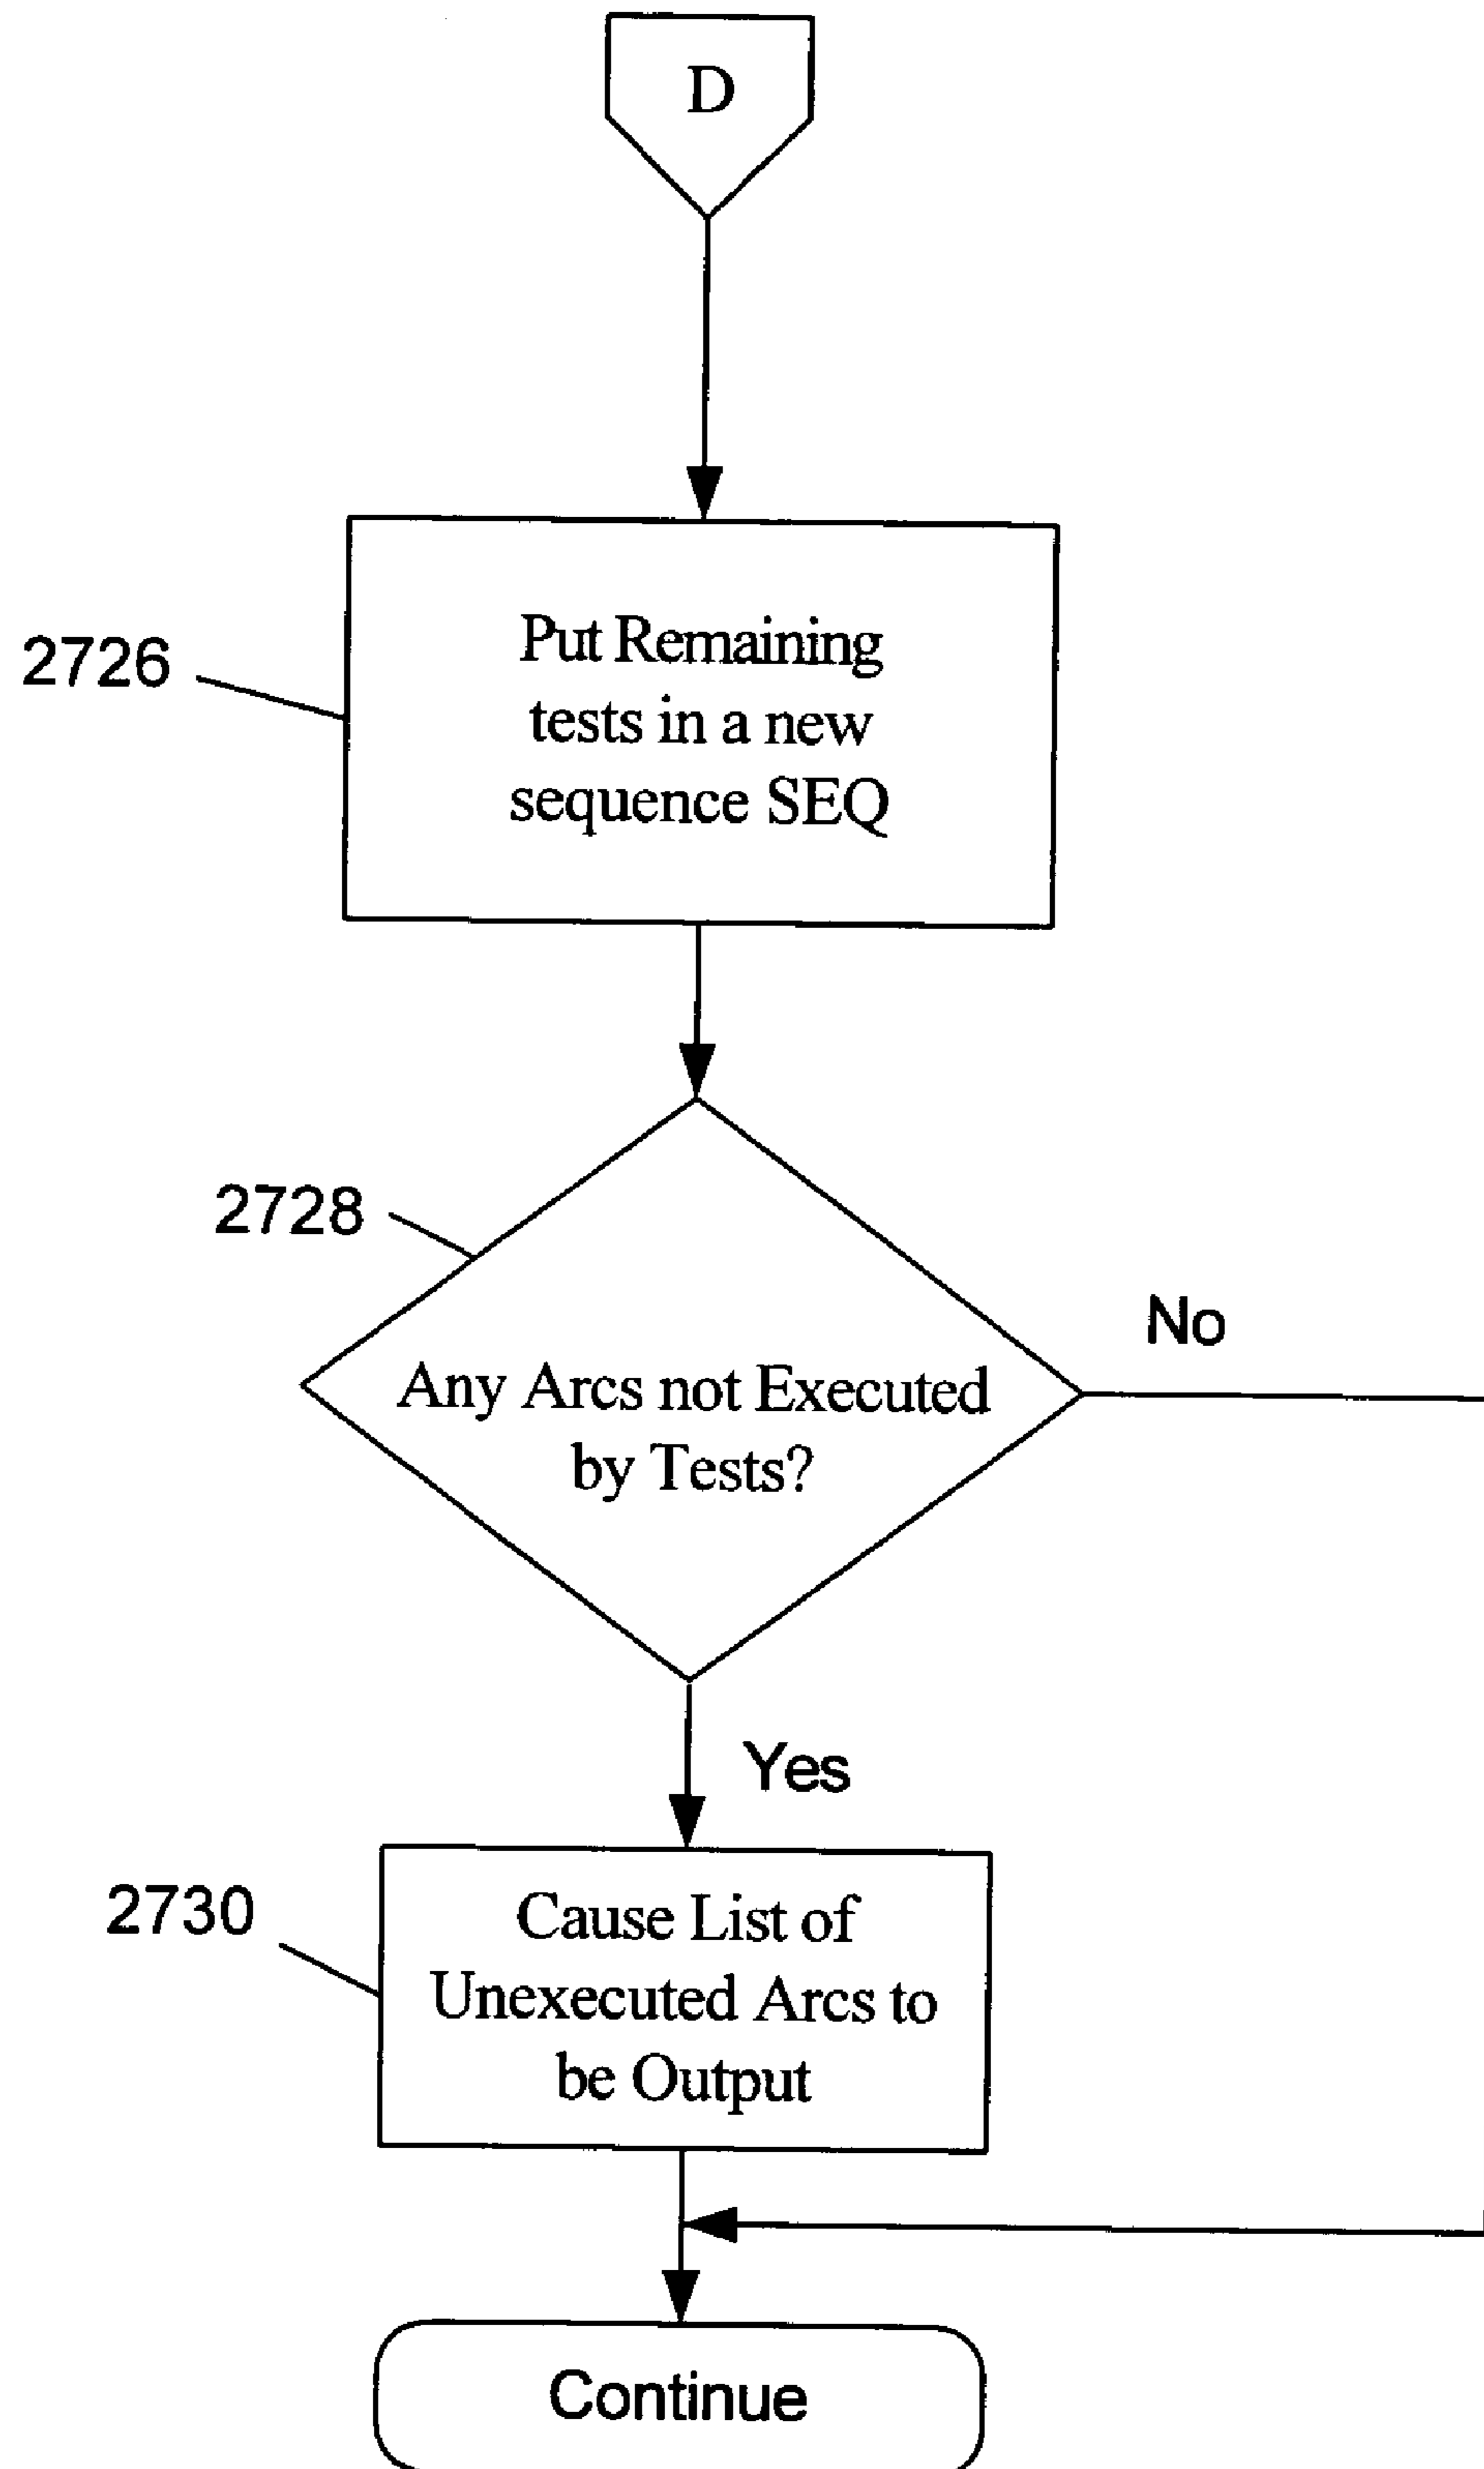 D
2726
Put Remaining
tests in a new
sequence SEQ
2728
Any Arcs not Executed
by Tests?
No
Yes
2730
Cause List of
Unexecuted Arcs to
be Output
Continue